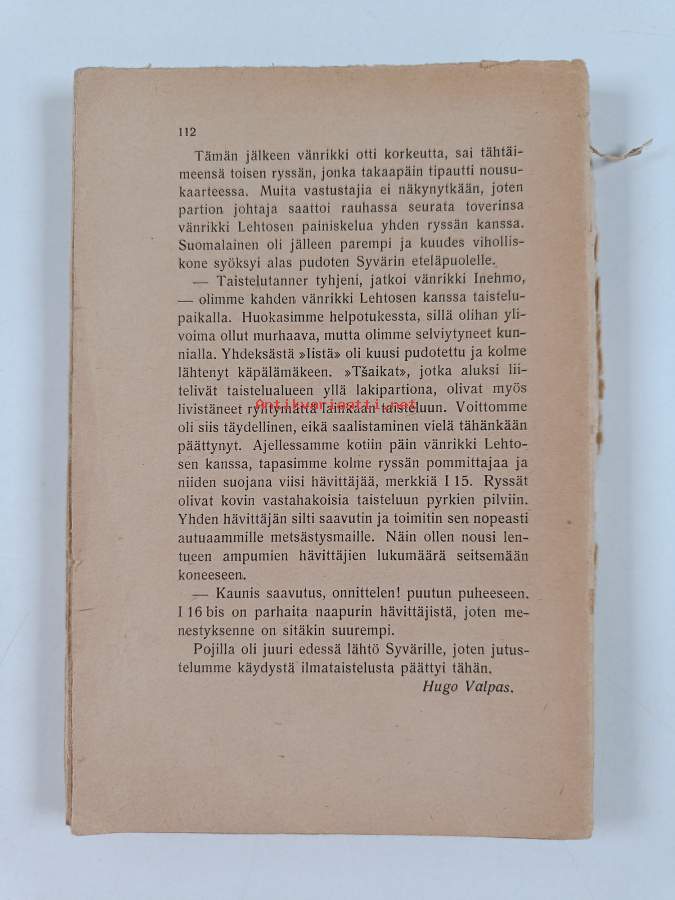 112
Tämän jälkeen vänrikki otti korkeutta, sai tähtäi-
meensä toisen ryssän, jonka takaapäin tipautti nousu-
kaarteessa. Muita vastustajia ei näkynytkään, joten
partion johtaja saattoi rauhassa seurata toverinsa
vänrikki Lehtosen painiskelua yhden ryssän kanssa.
Suomalainen oli jälleen parempi ja kuudes vihollis-
kone syöksyi alas pudoten Syvärin eteläpuolelle.
— Taistelutanner tyhjeni, jatkoi vänrikki Inehmo,
— olimme kahden vänrikki Lehtosen kanssa taistelu-
paikalla. Huokasimme helpotuksesta, sillä olihan yli-
voima ollut murhaava, mutta olimme selviytyneet kun-
nialla. Yhdeksästä »Iistä» oli kuusi pudotettu ja kolme
lähtenyt käpälämäkeen. »Tšaikat», jotka aluksi lii-
telivät taistelualueen yllä lakipartiona, olivat myös
livistäneet ryhtymättä lainkaan taisteluun. Voittomme
Antikvariaatti.net
oli siis täydellinen, eikä saalistaminen vielä tähänkään
päättynyt. Ajellessamme kotiin päin vänrikki Lehto-
sen kanssa, tapasimme kolme ryssän pommittajaa ja
niiden suojana viisi hävittäjää, merkkiä I 15. Ryssät
olivat kovin vastahakoisia taisteluun pyrkien pilviin.
Yhden hävittäjän silti saavutin ja toimitin sen nopeasti
autuaammille metsästysmaille. Näin ollen nousi len-
tueen ampumien hävittäjien lukumäärä seitsemään
koneeseen.
— Kaunis saavutus, onnittelen! puutun puheeseen.
I 16 bis on parhaita naapurin hävittäjistä, joten me-
nestyksenne on sitäkin suurempi.
Pojilla oli juuri edessä lähtö Syvärille, joten jutus-
telumme käydystä ilmataistelusta päättyi tähän.
Hugo Valpas.